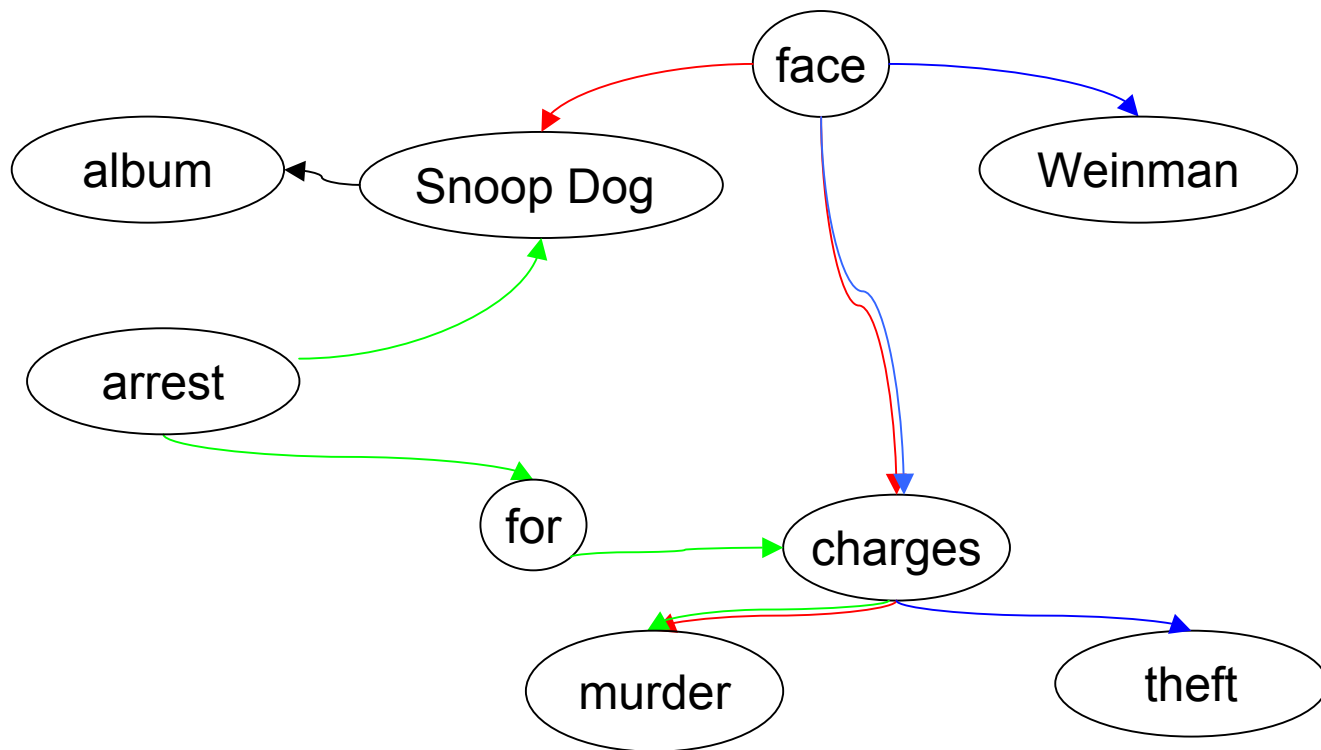 face
album
Snoop Dog
Weinman
arrest
for
charges
murder
theft